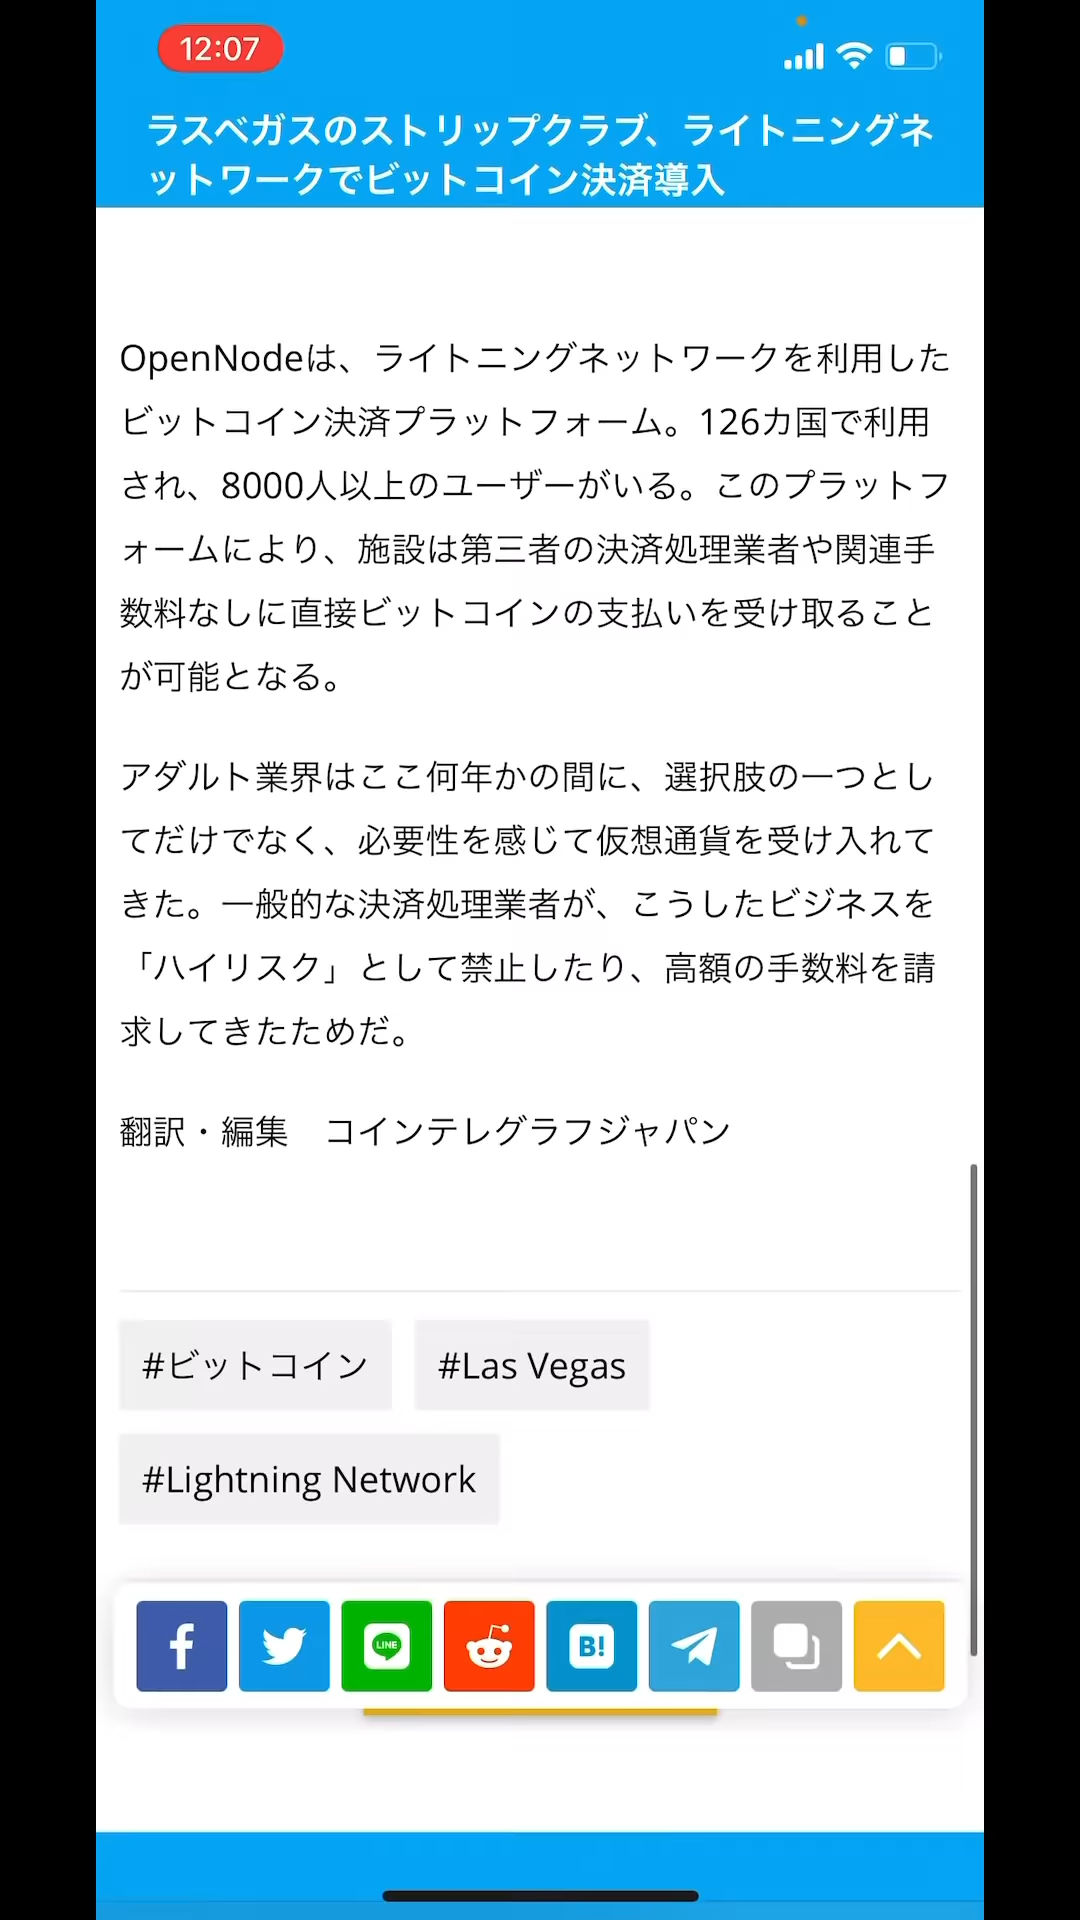 12:07
ラスベガスのストリップクラブ、ライトニングネ
ットワークでビットコイン決済導入
OpenNodeは、ライトニングネットワークを利用した
ビットコイン決済プラットフォーム。126カ国で利用
され、8000人以上のユーザーがいる。このプラットフ
ォームにより、施設は第三者の決済処理業者や関連手
数料なしに直接ビットコインの支払いを受け取ること
が可能となる。
アダルト業界はここ何年かの間に、選択肢の一つとし
てだけでなく、必要性を感じて仮想通貨を受け入れて
きた。一般的な決済処理業者が、こうしたビジネスを
「ハイリスク」として禁止したり、高額の手数料を請
求してきたためだ。
翻訳・編集　コインテレグラフジャパン
#ビットコイン #Las Vegas
#Lightning Network
f LINE B!